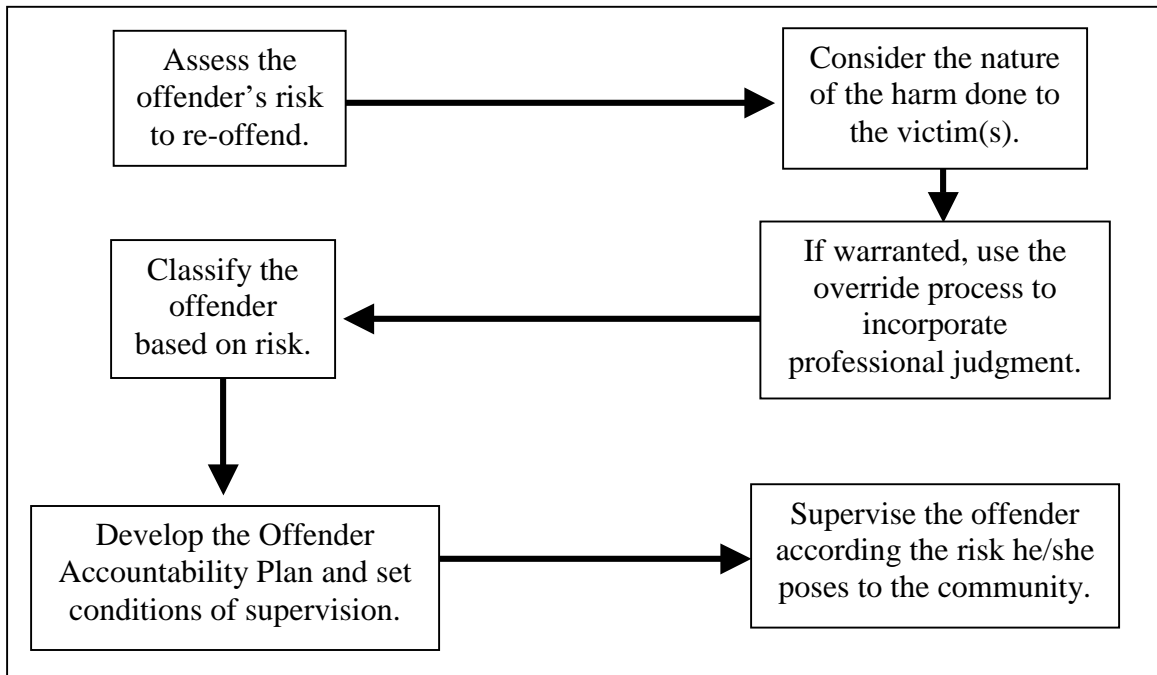 Assess the
offender’s risk
to re-offend.
Consider the nature
of the harm done to
the victim(s).
If warranted, use the
override process to
incorporate
professional judgment.
Classify the
offender
based on risk.
Develop the Offender
Accountability Plan and set
conditions of supervision.
Supervise the offender
according the risk he/she
poses to the community.